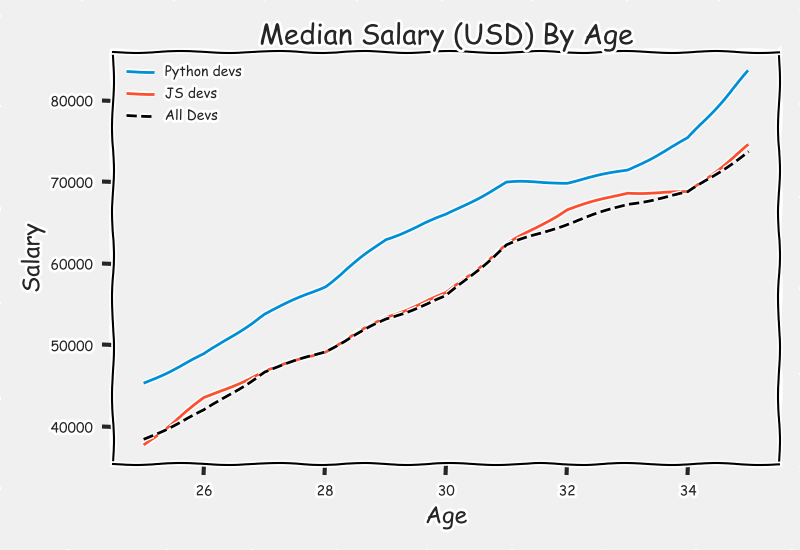 Median Salary (USD) By Age
Python devs
JS devs
All Devs
80000
70000
60000
50000
40000
Salary
26 28 30 32 34
Age